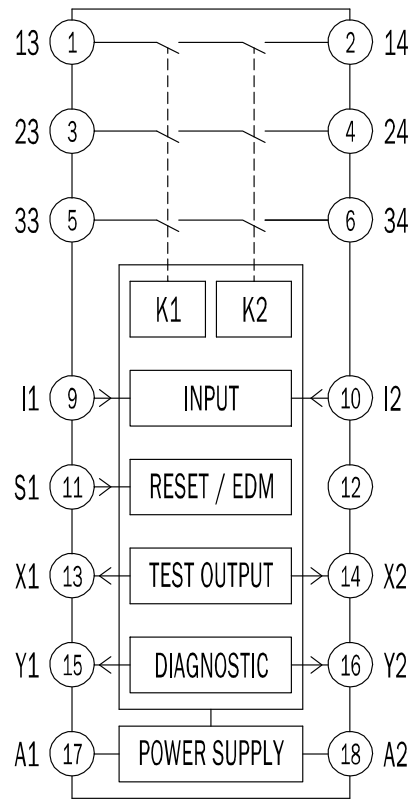 13 1 2 14
23 3 4 24
33 5 6 34
K1 K2
I1 9 INPUT 10 I2
S1 11 RESET / EDM 12
X1 13 TEST OUTPUT 14 X2
Y1 15 DIAGNOSTIC 16 Y2
A1 17 POWER SUPPLY 18 A2